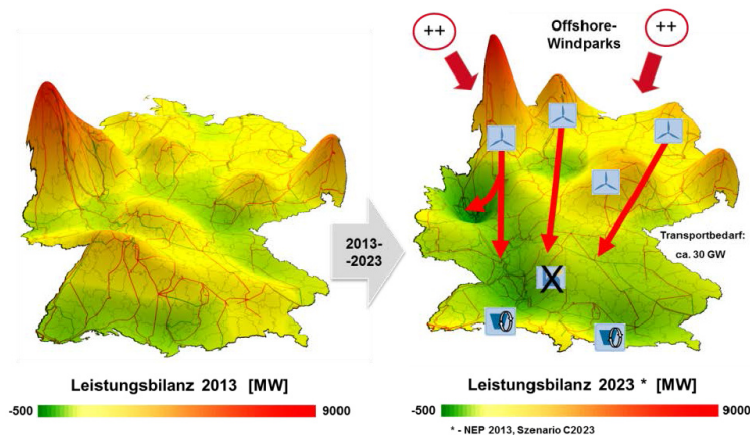 ++
Offshore-
Windparks
++
2013-
-2023
Transportbedarf:
ca. 30 GW
X
Leistungsbilanz 2013 [MW]
-500
9000
Leistungsbilanz 2023 * [MW]
-500
9000
* - NEP 2013, Szenario C2023